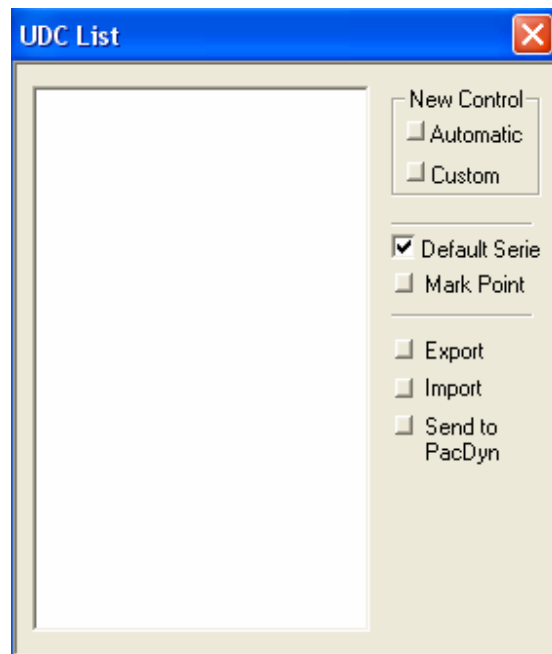 UDC List
New Control
Automatic
Custom
Default Serie
Mark Point
Export
Import
Send to
PacDyn